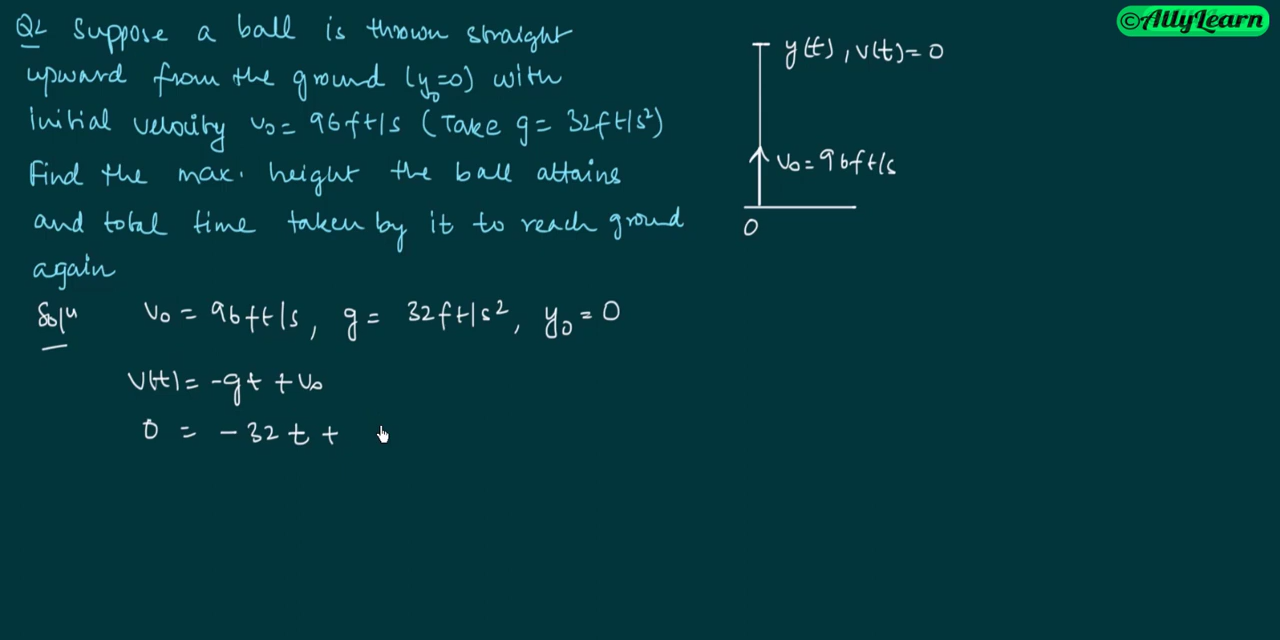 ©AllyLearn
Q2 Suppose a ball is thrown straight
upward from the ground (y₀=0) with
initial velocity v₀= 96ft/s (Take g= 32ft/s²)
Find the max. height the ball attains
and total time taken by it to reach ground
again
y(t), v(t)=0
v₀=96ft/s
0
Solⁿ v₀ = 96ft/s, g= 32ft/s², y₀=0
v(t)= -gt + v₀
0 = -32t +